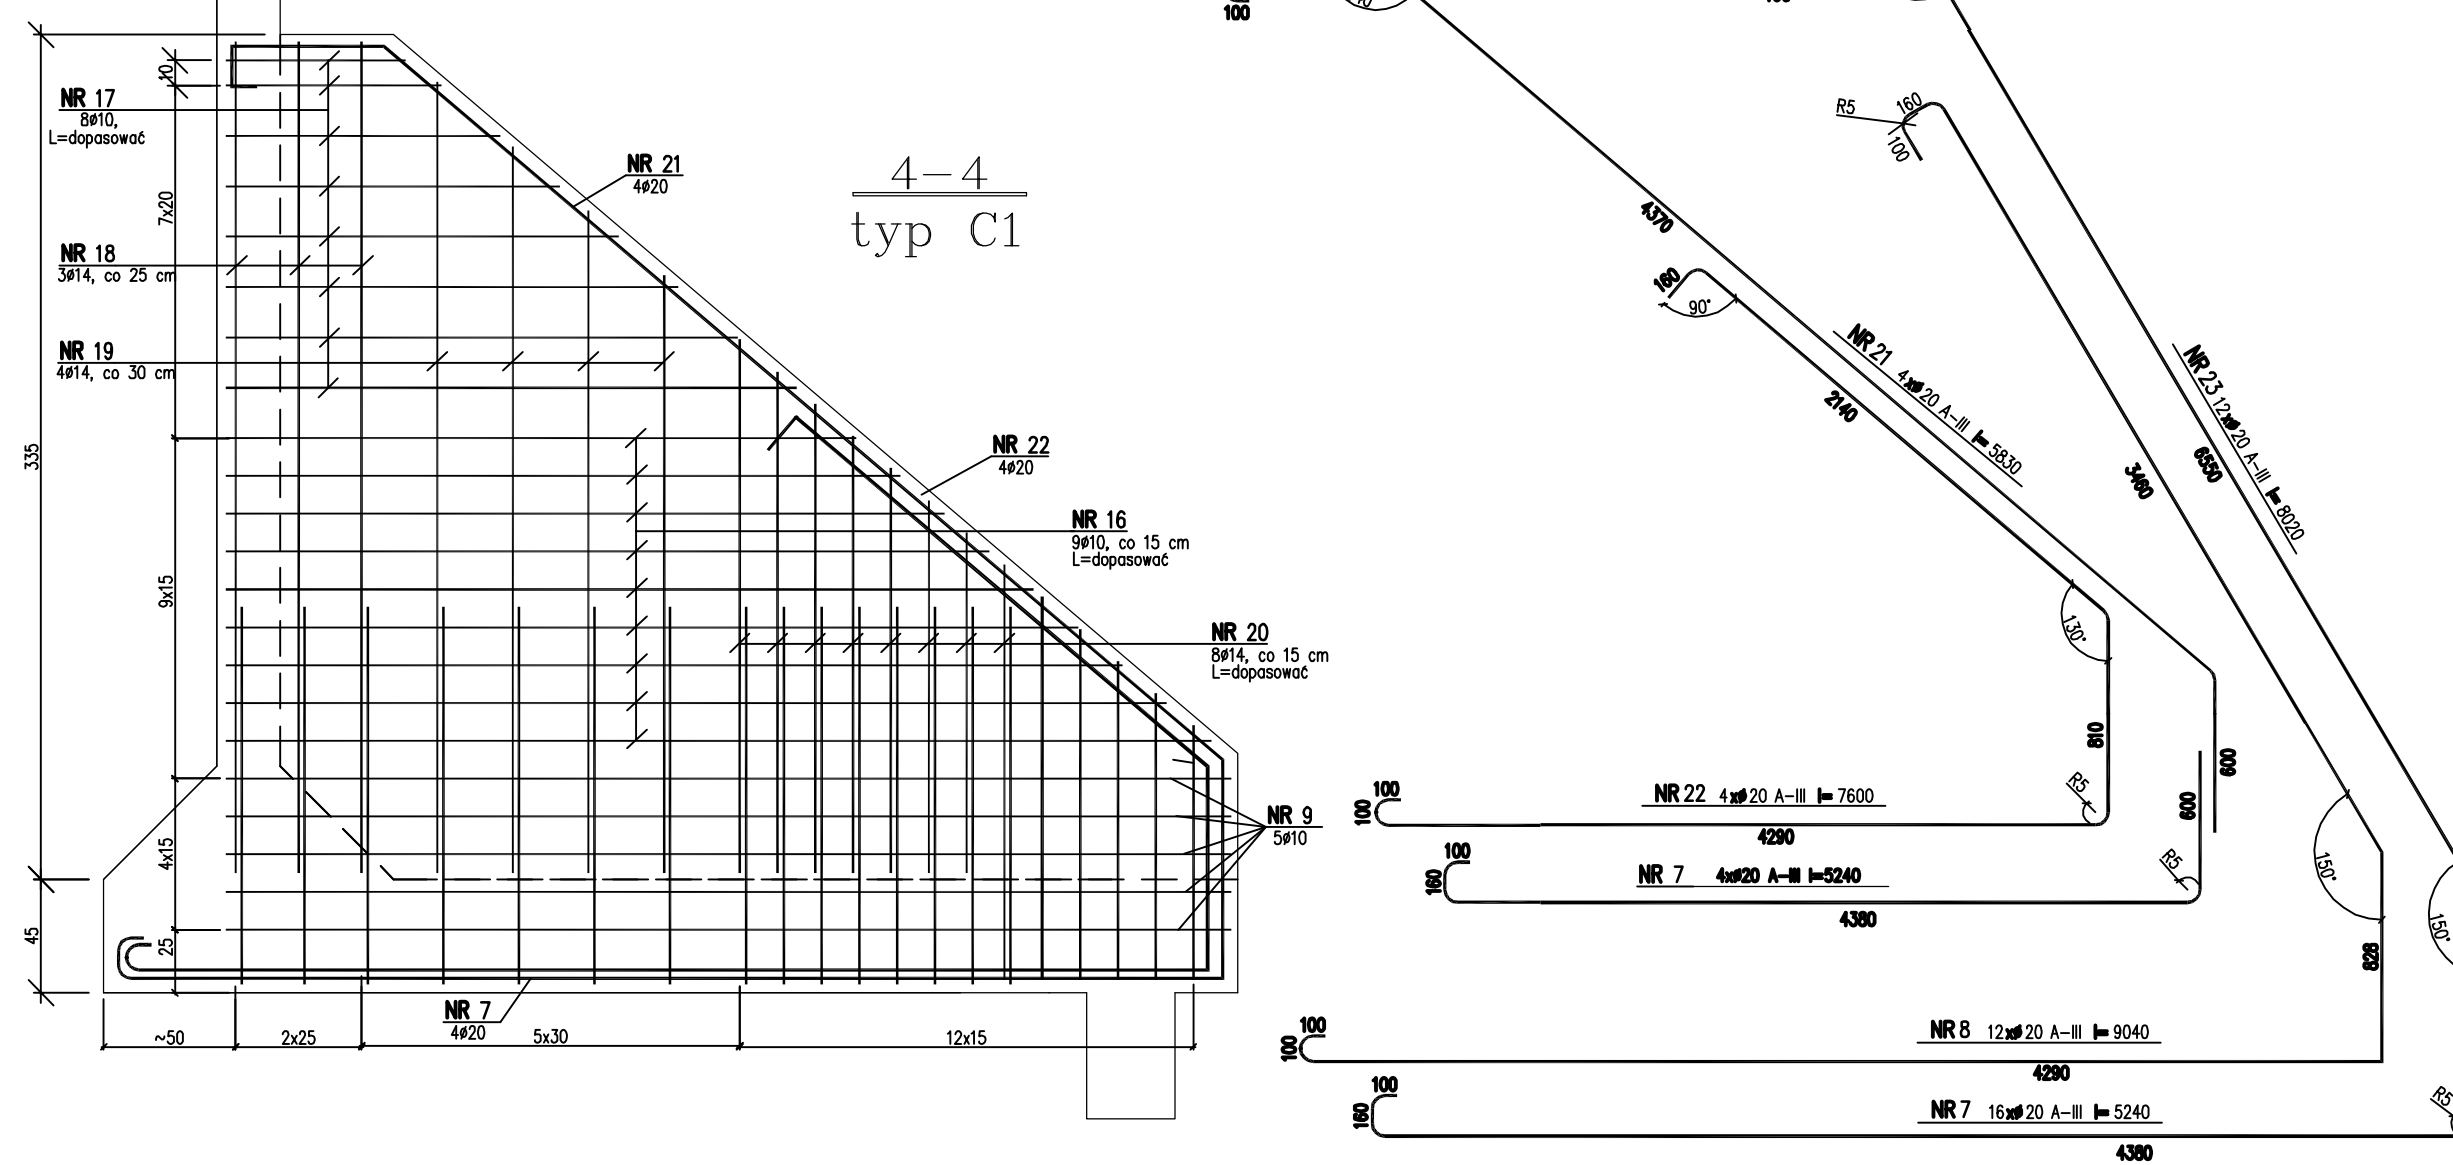 NR 17
8ø10,
L=dopasować
NR 18
3ø14, co 25 cm
NR 19
4ø14, co 30 cm
10
7x20
9x15
4x15
25
335
45
~50
2x25
5x30
12x15
NR 21
4ø20
4-4
typ C1
NR 22
4ø20
NR 16
9ø10, co 15 cm
L=dopasować
NR 20
8ø14, co 15 cm
L=dopasować
NR 9
5ø10
NR 7
4ø20
100
4370
160
90°
2140
NR 21 4xø20 A-III l=5830
130°
810
600
600
R5
R5
100
100
NR 22 4xø20 A-III l=7600
4290
100
160
NR 7 4xø20 A-III l=5240
4380
R5
160
100
3460
6550
NR 23 12xø20 A-III l=8020
150°
150°
828
100
100
NR 8 12xø20 A-III l=9040
4290
100
160
NR 7 16xø20 A-III l=5240
4380
R5